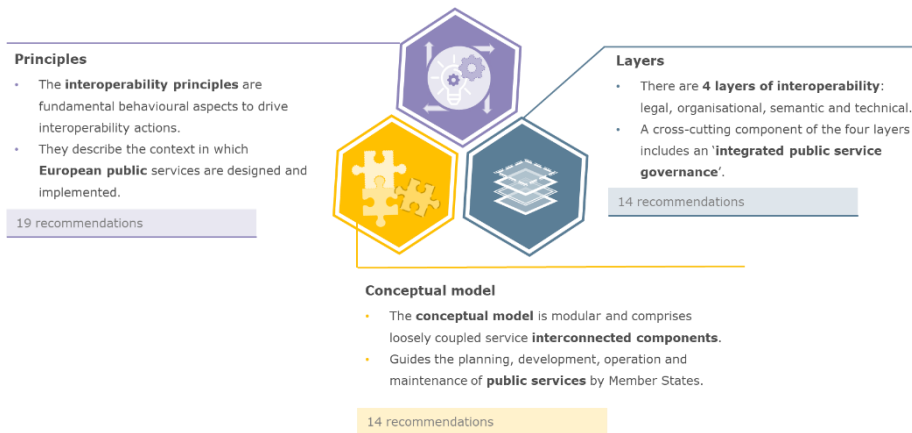 Principles
• The interoperability principles are
fundamental behavioural aspects to drive
interoperability actions.
• They describe the context in which
European public services are designed and
implemented.
19 recommendations
Layers
• There are 4 layers of interoperability:
legal, organisational, semantic and technical.
• A cross-cutting component of the four layers
includes an ‘integrated public service
governance’.
14 recommendations
Conceptual model
• The conceptual model is modular and comprises
loosely coupled service interconnected components.
• Guides the planning, development, operation and
maintenance of public services by Member States.
14 recommendations